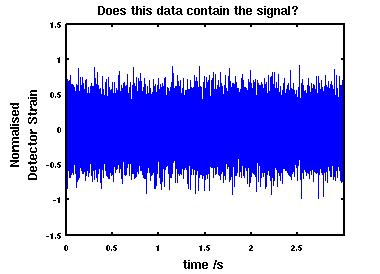 Does this data contain the signal?
1.5
1
0.5
0
-0.5
-1
-1.5
Normalised
Detector Strain
0 0.5 1 1.5 2 2.5
time /s